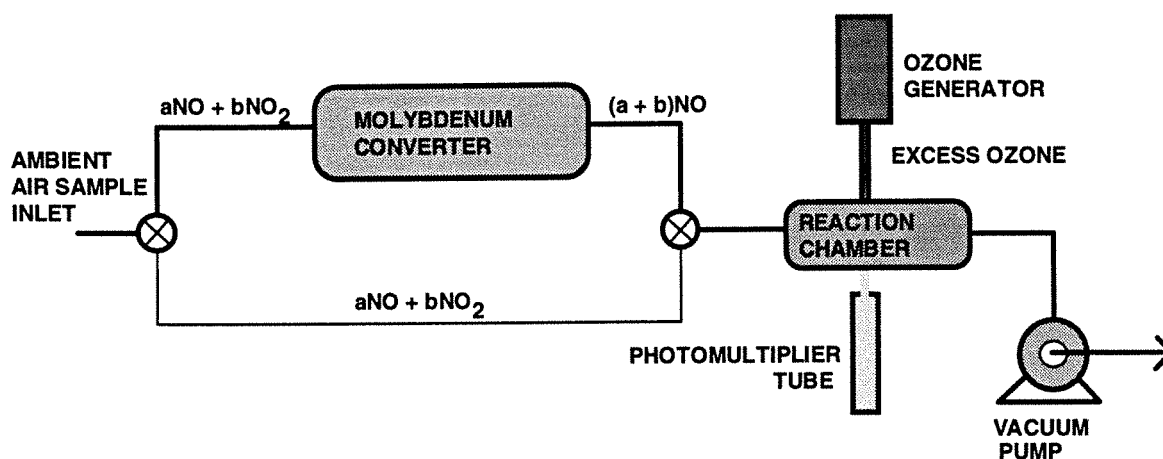 OZONE
GENERATOR
aNO + bNO2
MOLYBDENUM
CONVERTER
(a + b)NO
EXCESS OZONE
AMBIENT
AIR SAMPLE
INLET
REACTION
CHAMBER
aNO + bNO2
PHOTOMULTIPLIER
TUBE
VACUUM
PUMP